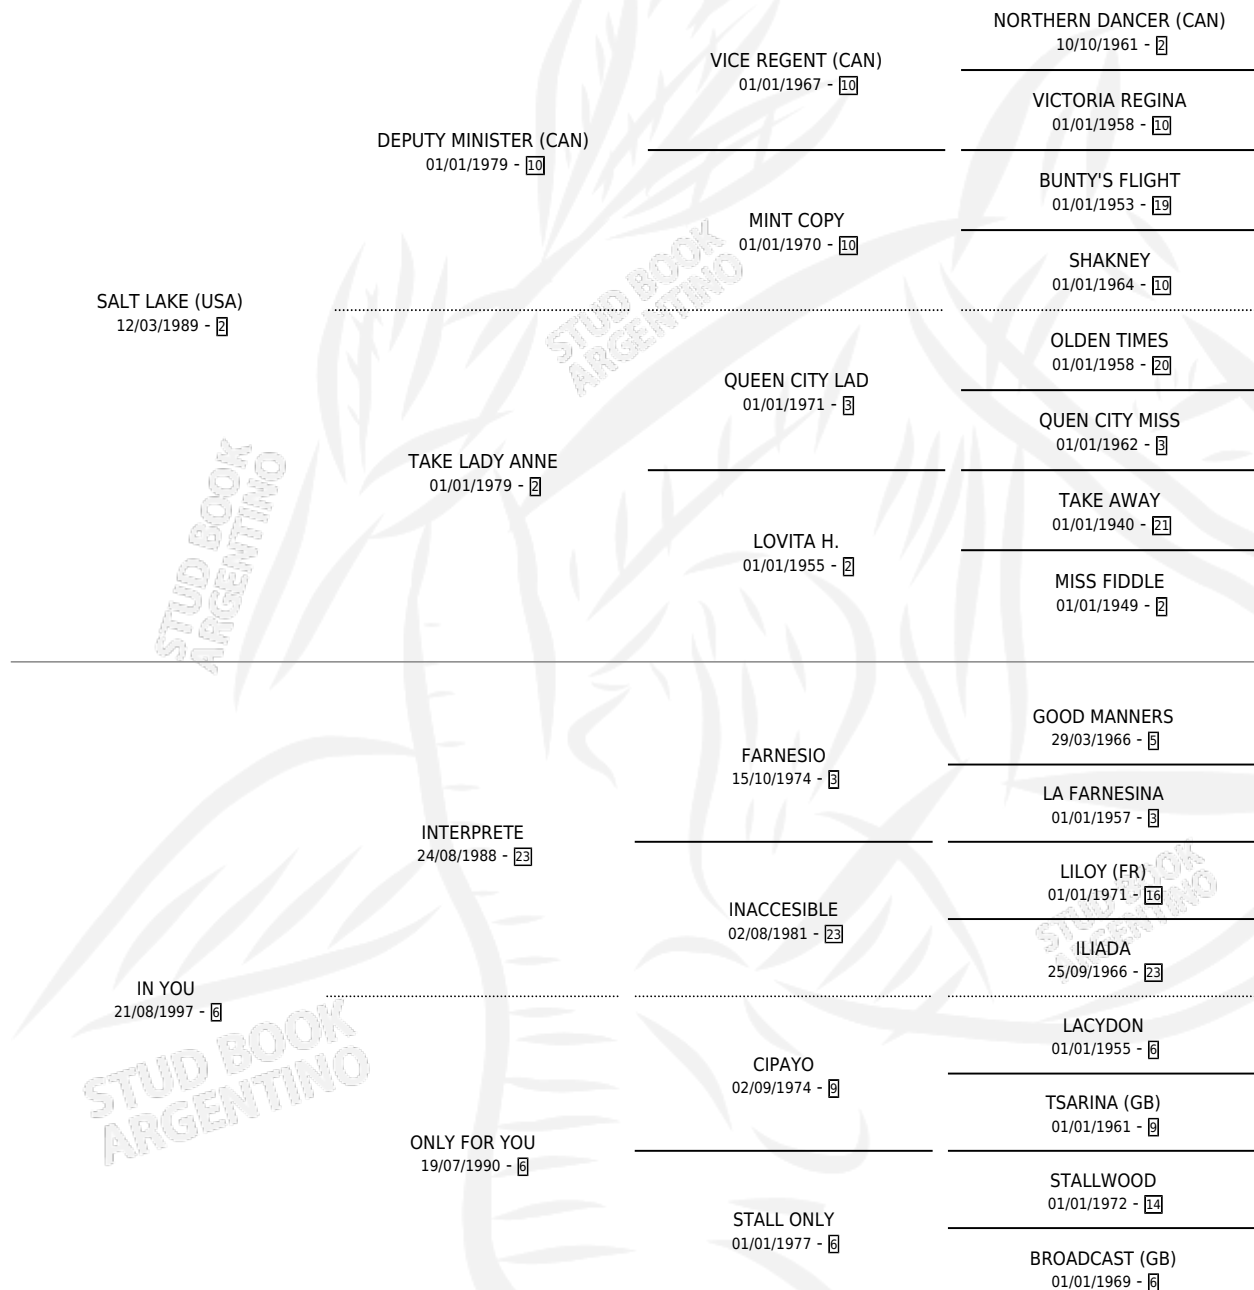 NORTHERN DANCER (CAN)
10/10/1961 - 2
VICE REGENT (CAN)
01/01/1967 - 10
VICTORIA REGINA
01/01/1958 - 10
DEPUTY MINISTER (CAN)
01/01/1979 - 10
BUNTY'S FLIGHT
01/01/1953 - 19
MINT COPY
01/01/1970 - 10
SHAKNEY
01/01/1964 - 10
SALT LAKE (USA)
12/03/1989 - 2
OLDEN TIMES
01/01/1958 - 20
QUEEN CITY LAD
01/01/1971 - 3
QUEN CITY MISS
01/01/1962 - 3
TAKE LADY ANNE
01/01/1979 - 2
TAKE AWAY
01/01/1940 - 21
LOVITA H.
01/01/1955 - 2
MISS FIDDLE
01/01/1949 - 2
GOOD MANNERS
29/03/1966 - 5
FARNESIO
15/10/1974 - 3
LA FARNESINA
01/01/1957 - 3
INTERPRETE
24/08/1988 - 23
LILOY (FR)
01/01/1971 - 16
INACCESIBLE
02/08/1981 - 23
ILIADA
25/09/1966 - 23
IN YOU
21/08/1997 - 6
LACYDON
01/01/1955 - 6
CIPAYO
02/09/1974 - 9
TSARINA (GB)
01/01/1961 - 9
ONLY FOR YOU
19/07/1990 - 6
STALLWOOD
01/01/1972 - 14
STALL ONLY
01/01/1977 - 6
BROADCAST (GB)
01/01/1969 - 6
STUD BOOK
ARGENTINO
STUD BOOK
ARGENTINO
STUD BOOK
ARGENTINO
STUD BOOK
ARGENTINO